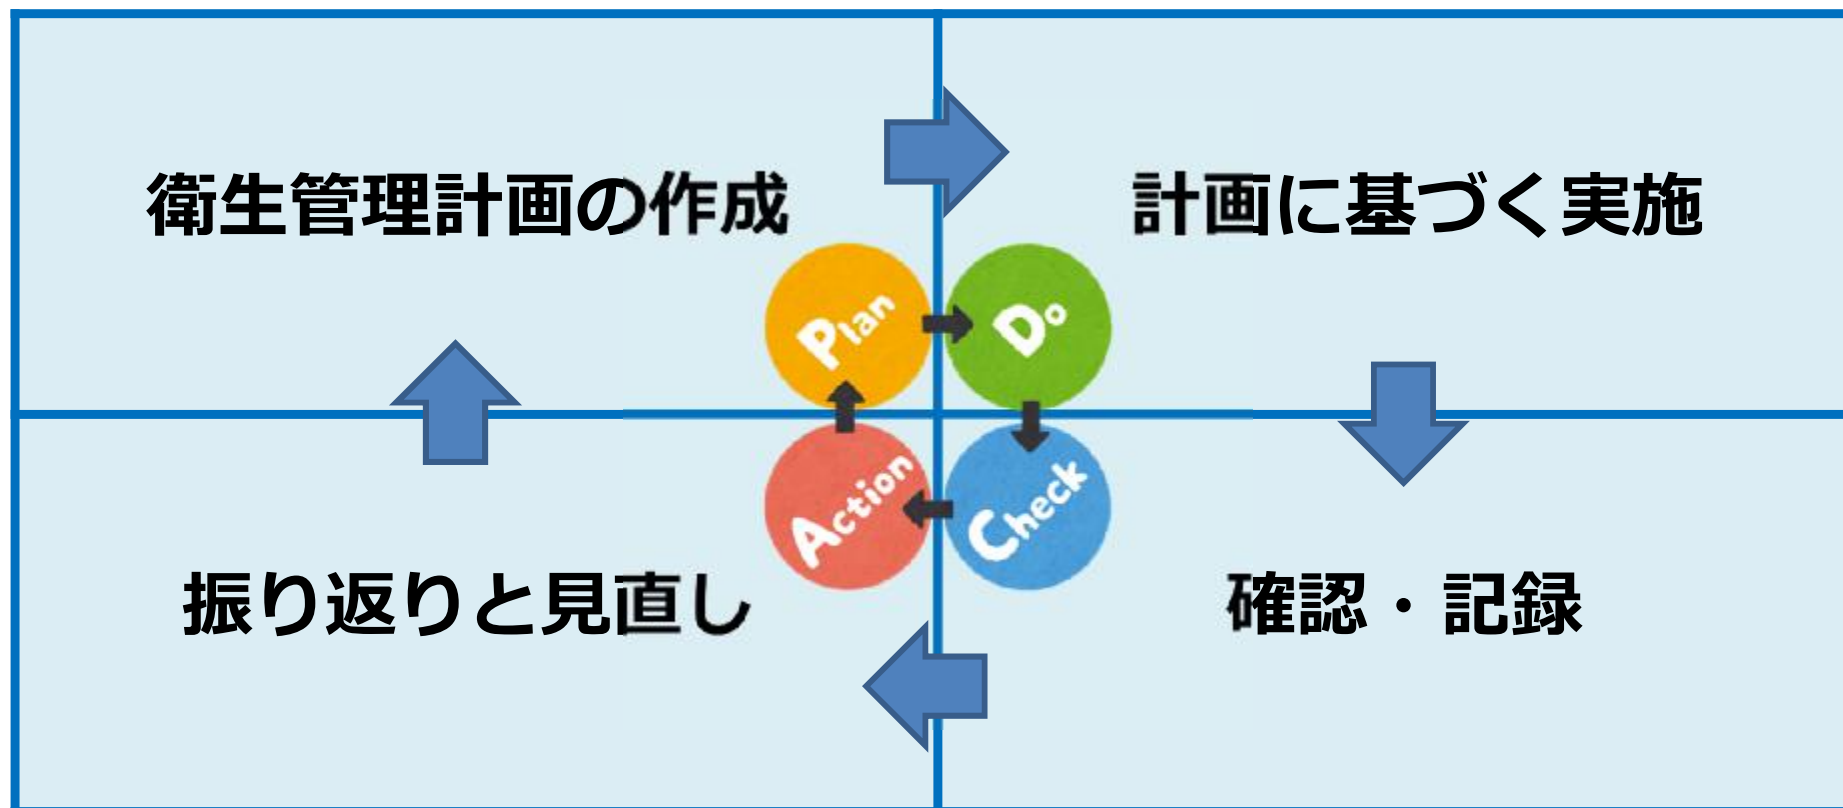 衛生管理計画の作成
計画に基づく実施
Plan
Do
Action
Check
振り返りと見直し
確認・記録